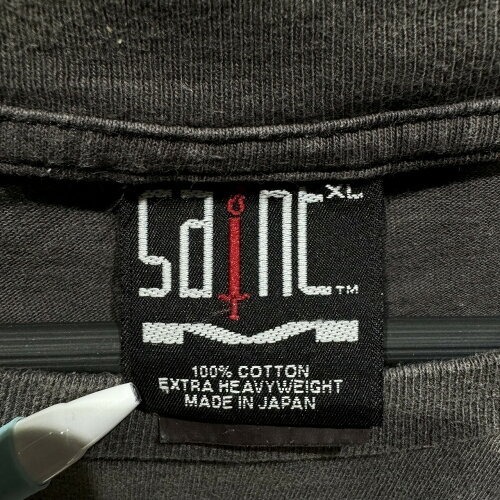 SAINT XL
™
100% COTTON
EXTRA HEAVYWEIGHT
MADE IN JAPAN